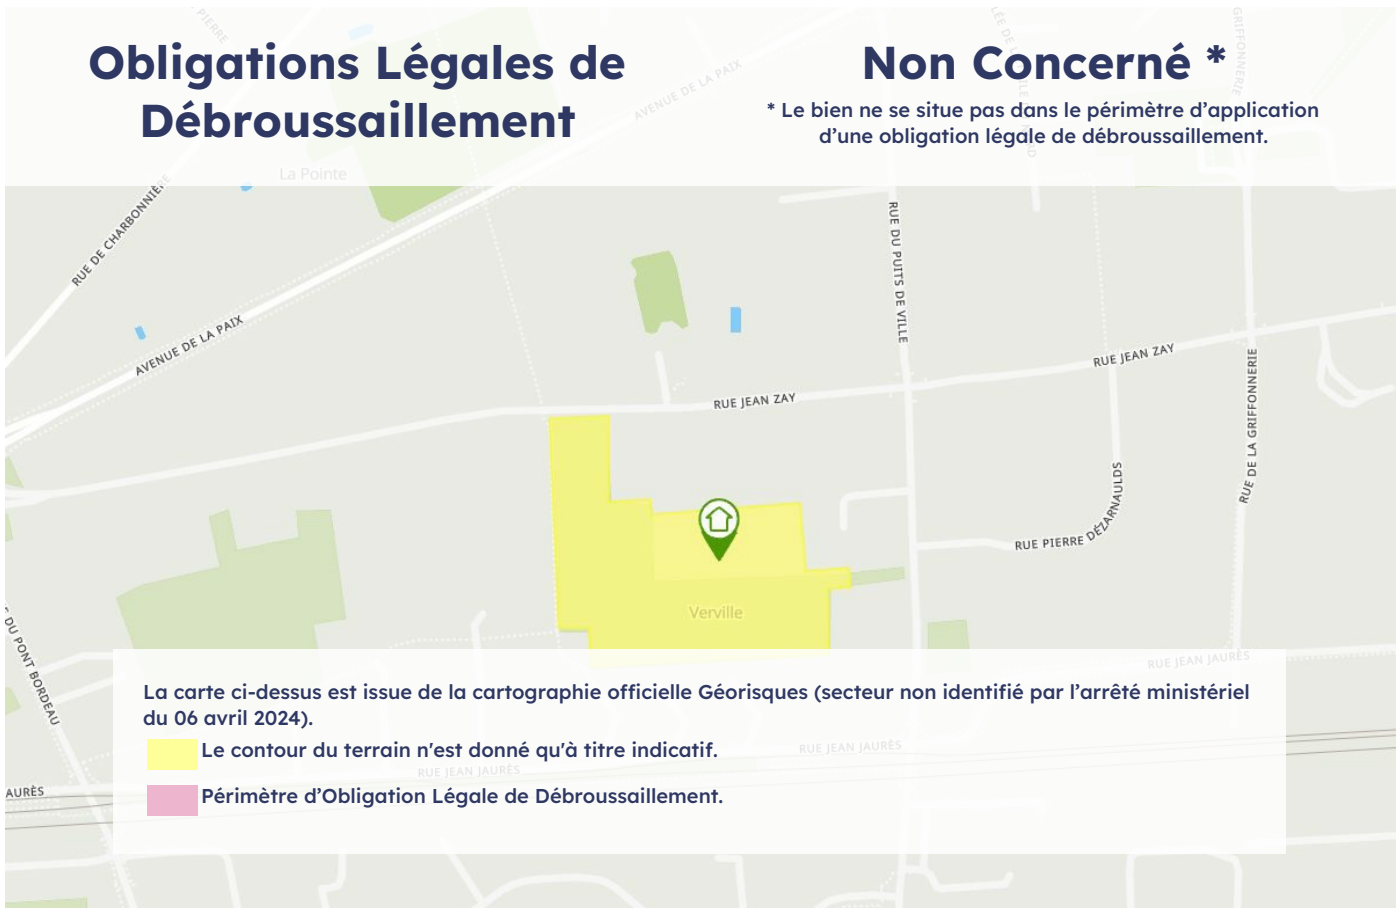 Obligations Légales de
Débroussaillement
Non Concerné *
* Le bien ne se situe pas dans le périmètre d’application
d’une obligation légale de débroussaillement.
PIERRE
GRIFFONNERIE
AVENUE DE LA PAIX
La Pointe
RUE DE CHARBONNIÈRE
RUE DU PUITS DE VILLE
AVENUE DE LA PAIX
RUE JEAN ZAY
RUE JEAN ZAY
RUE DE LA GRIFFONNERIE
RUE PIERRE DÉZARNAULDS
Verville
DU PONT BORDEAU
RUE JEAN JAURÈS
La carte ci-dessus est issue de la cartographie officielle Géorisques (secteur non identifié par l’arrêté ministériel
du 06 avril 2024).
Le contour du terrain n'est donné qu'à titre indicatif.
RUE JEAN JAURÈS
RUE JEAN JAURÈS
AURÈS
Périmètre d’Obligation Légale de Débroussaillement.